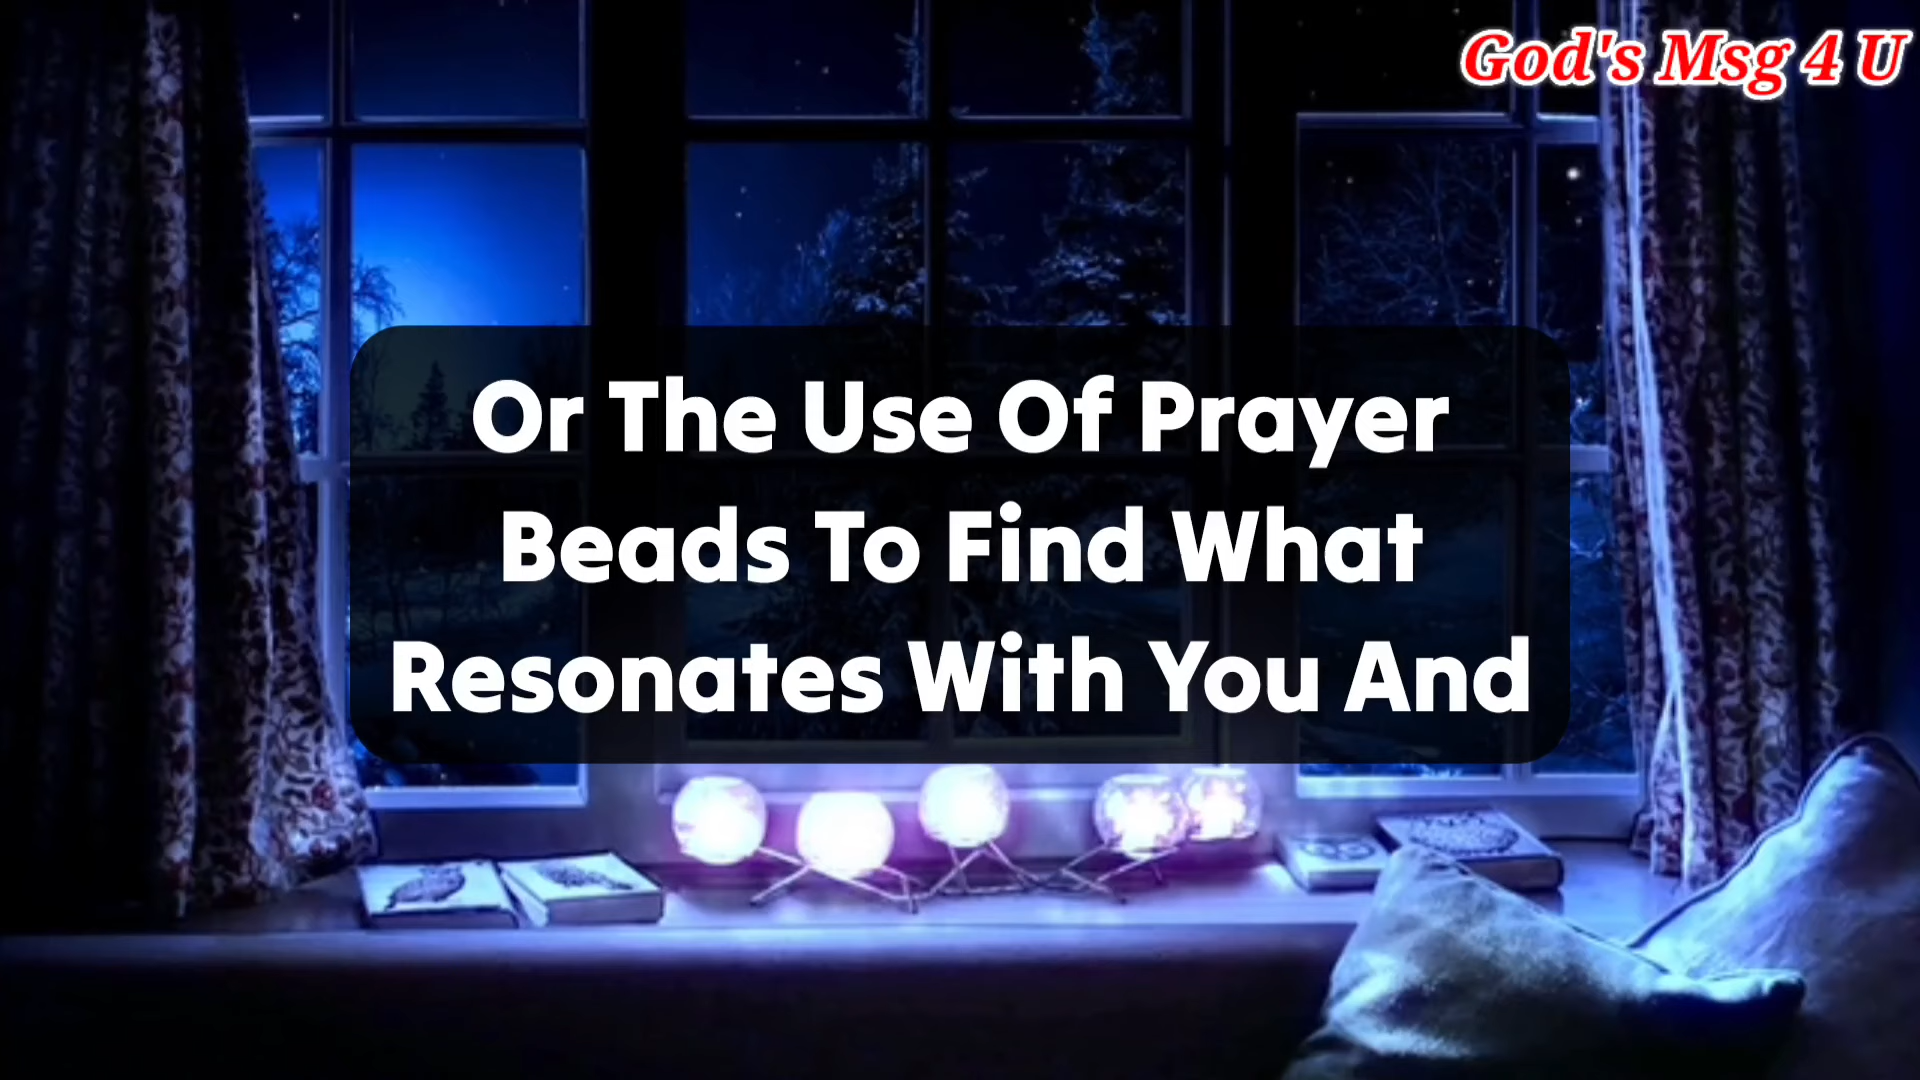 God's Msg 4 U
Or The Use Of Prayer
Beads To Find What
Resonates With You And